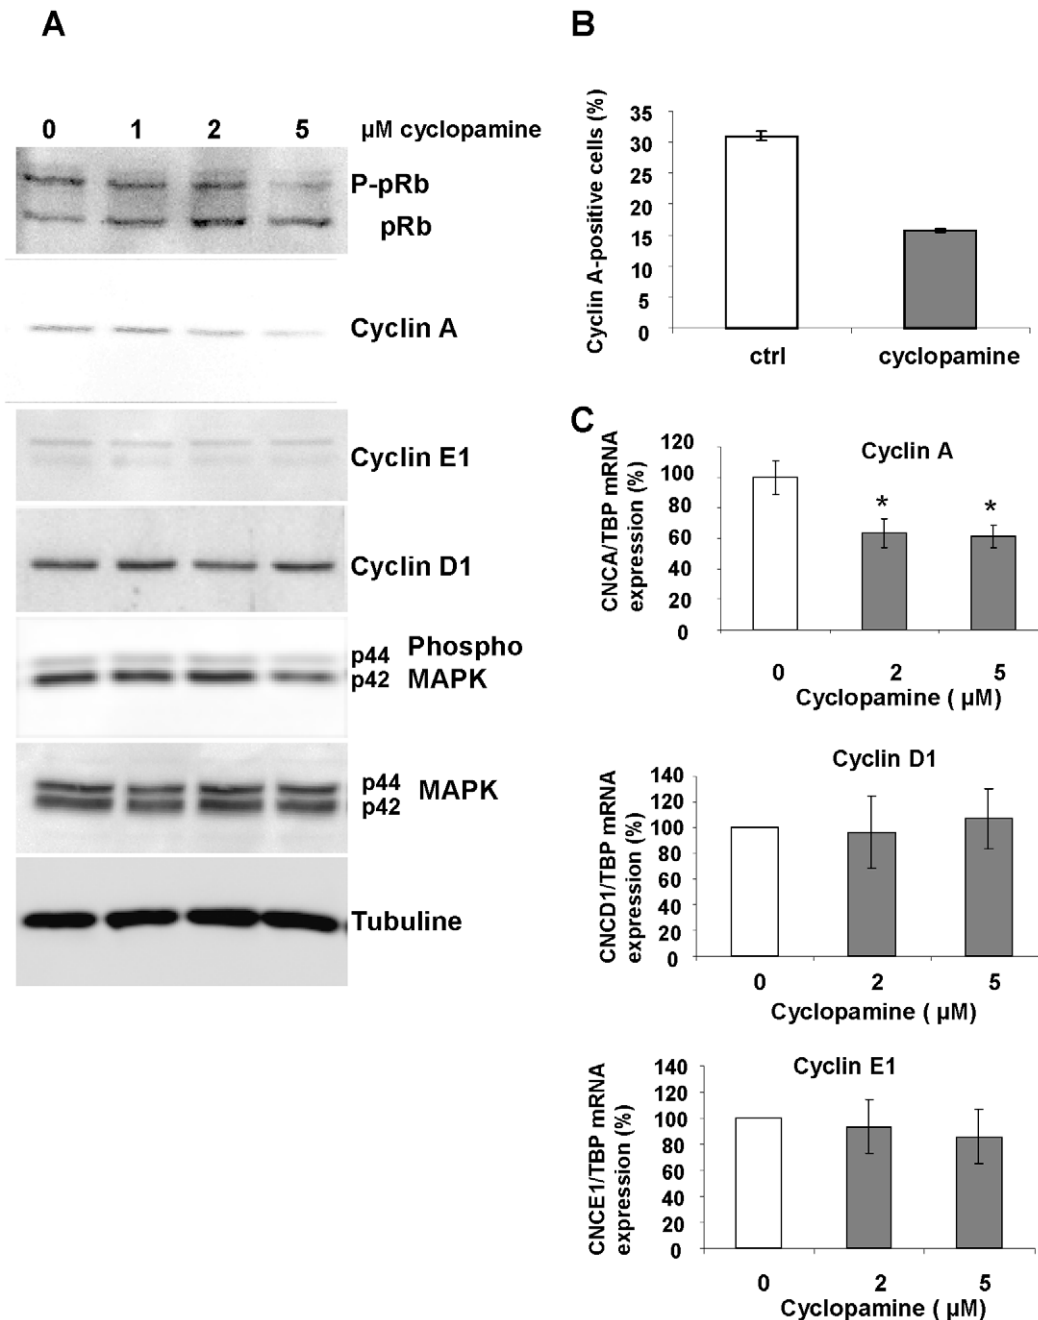 A
0 1 2 5 µM cyclopamine
P-pRb
pRb
Cyclin A
Cyclin E1
Cyclin D1
p44 Phospho
p42 MAPK
p44 MAPK
p42
Tubuline
B
Cyclin A-positive cells (%)
35
30
25
20
15
10
5
0
ctrl cyclopamine
C
Cyclin A
CNCA/TBP mRNA
expression (%)
120
100
80
60
40
20
0
* *
0 2 5
Cyclopamine ( µM)
Cyclin D1
CNCD1/TBP mRNA
expression (%)
140
120
100
80
60
40
20
0
0 2 5
Cyclopamine ( µM)
Cyclin E1
CNCE1/TBP mRNA
expression (%)
140
120
100
80
60
40
20
0
0 2 5
Cyclopamine ( µM)